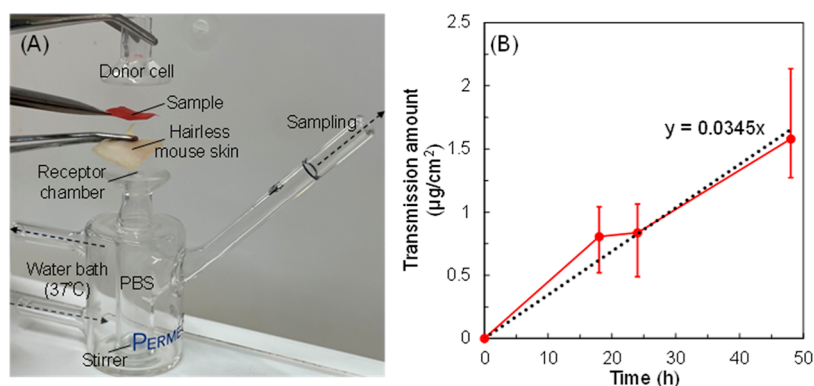 (A)
Donor cell
Sample
Hairless
mouse skin
Sampling
Receptor
chamber
Water bath
(37℃)
PBS
PERME
Stirrer
(B)
Transmission amount
(μg/cm²)
2.5
2
1.5
1
0.5
0
y = 0.0345x
0 10 20 30 40 50
Time (h)